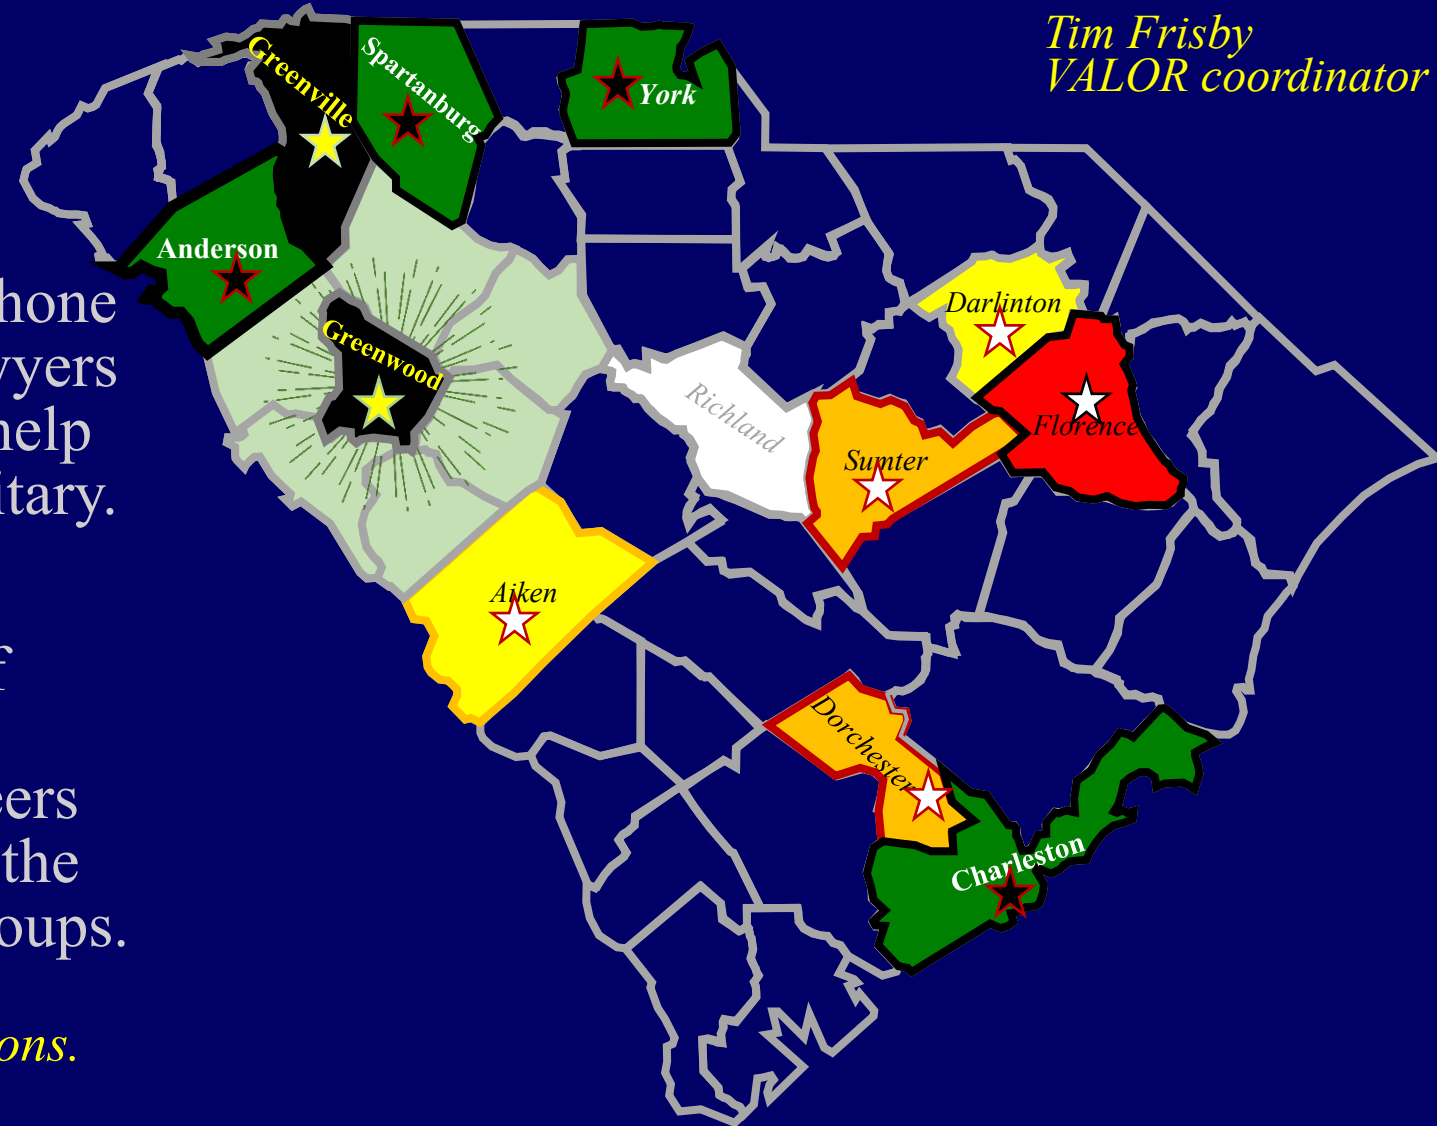 Tim Frisby
VALOR coordinator
Greenville
Spartanburg
York
Anderson
hone
Darlinton
Greenwood
yers
Richland
help
Florence
Sumter
itary.
Aiken
f
Dorchester
eers
the
Charleston
oups.
ons.